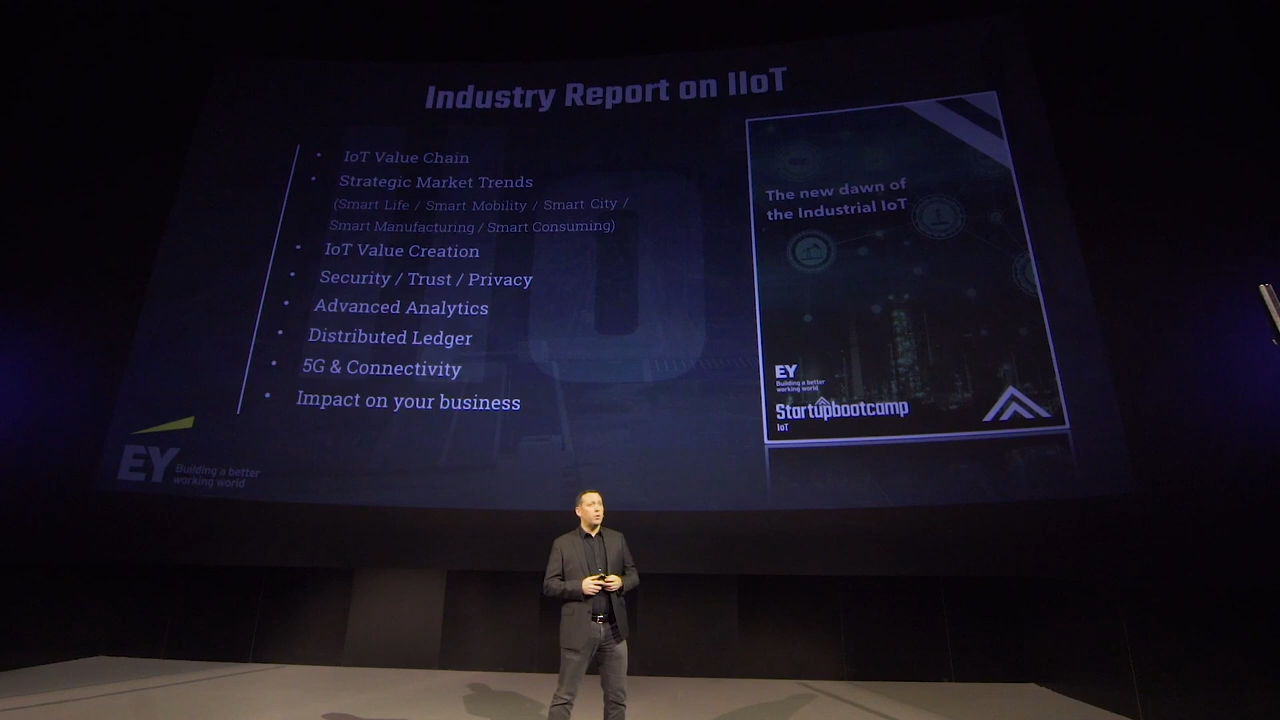 Industry Report on IIoT
IoT Value Chain
Strategic Market Trends
(Smart Life / Smart Mobility / Smart City /
Smart Manufacturing / Smart Consuming)
IoT Value Creation
Security / Trust / Privacy
Advanced Analytics
Distributed Ledger
5G & Connectivity
Impact on your business
EY
Building a better
working world
The new dawn of
the Industrial IoT
EY
Building a better
working world
Startupbootcamp
IoT